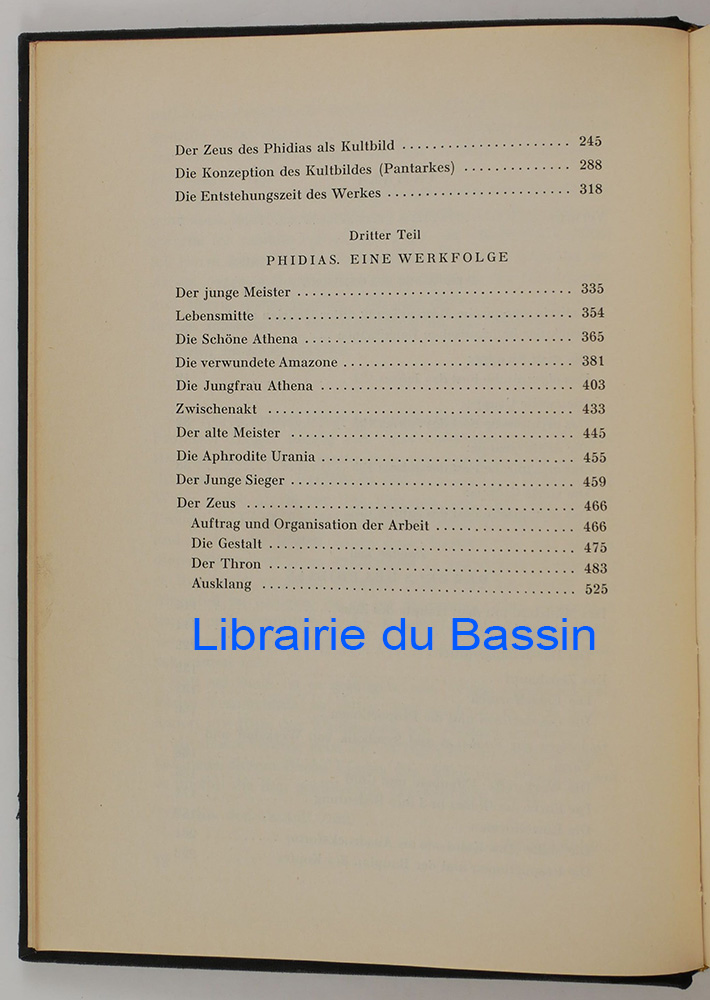 Der Zeus des Phidias als Kultbild ...................... 245
Die Konzeption des Kultbildes (Pantarkes) .............. 288
Die Entstehungszeit des Werkes ........................ 318
Dritter Teil
PHIDIAS. EINE WERKFOLGE
Der junge Meister .................................... 335
Lebensmitte ........................................ 354
Die Schöne Athena ................................... 365
Die verwundete Amazone .............................. 381
Die Jungfrau Athena ................................. 403
Zwischenakt ........................................ 433
Der alte Meister ..................................... 445
Die Aphrodite Urania ................................. 455
Der Junge Sieger ..................................... 459
Der Zeus ........................................... 466
Auftrag und Organisation der Arbeit .................. 466
Die Gestalt ........................................ 475
Der Thron ........................................ 483
Ausklang ......................................... 525
Librairie du Bassin